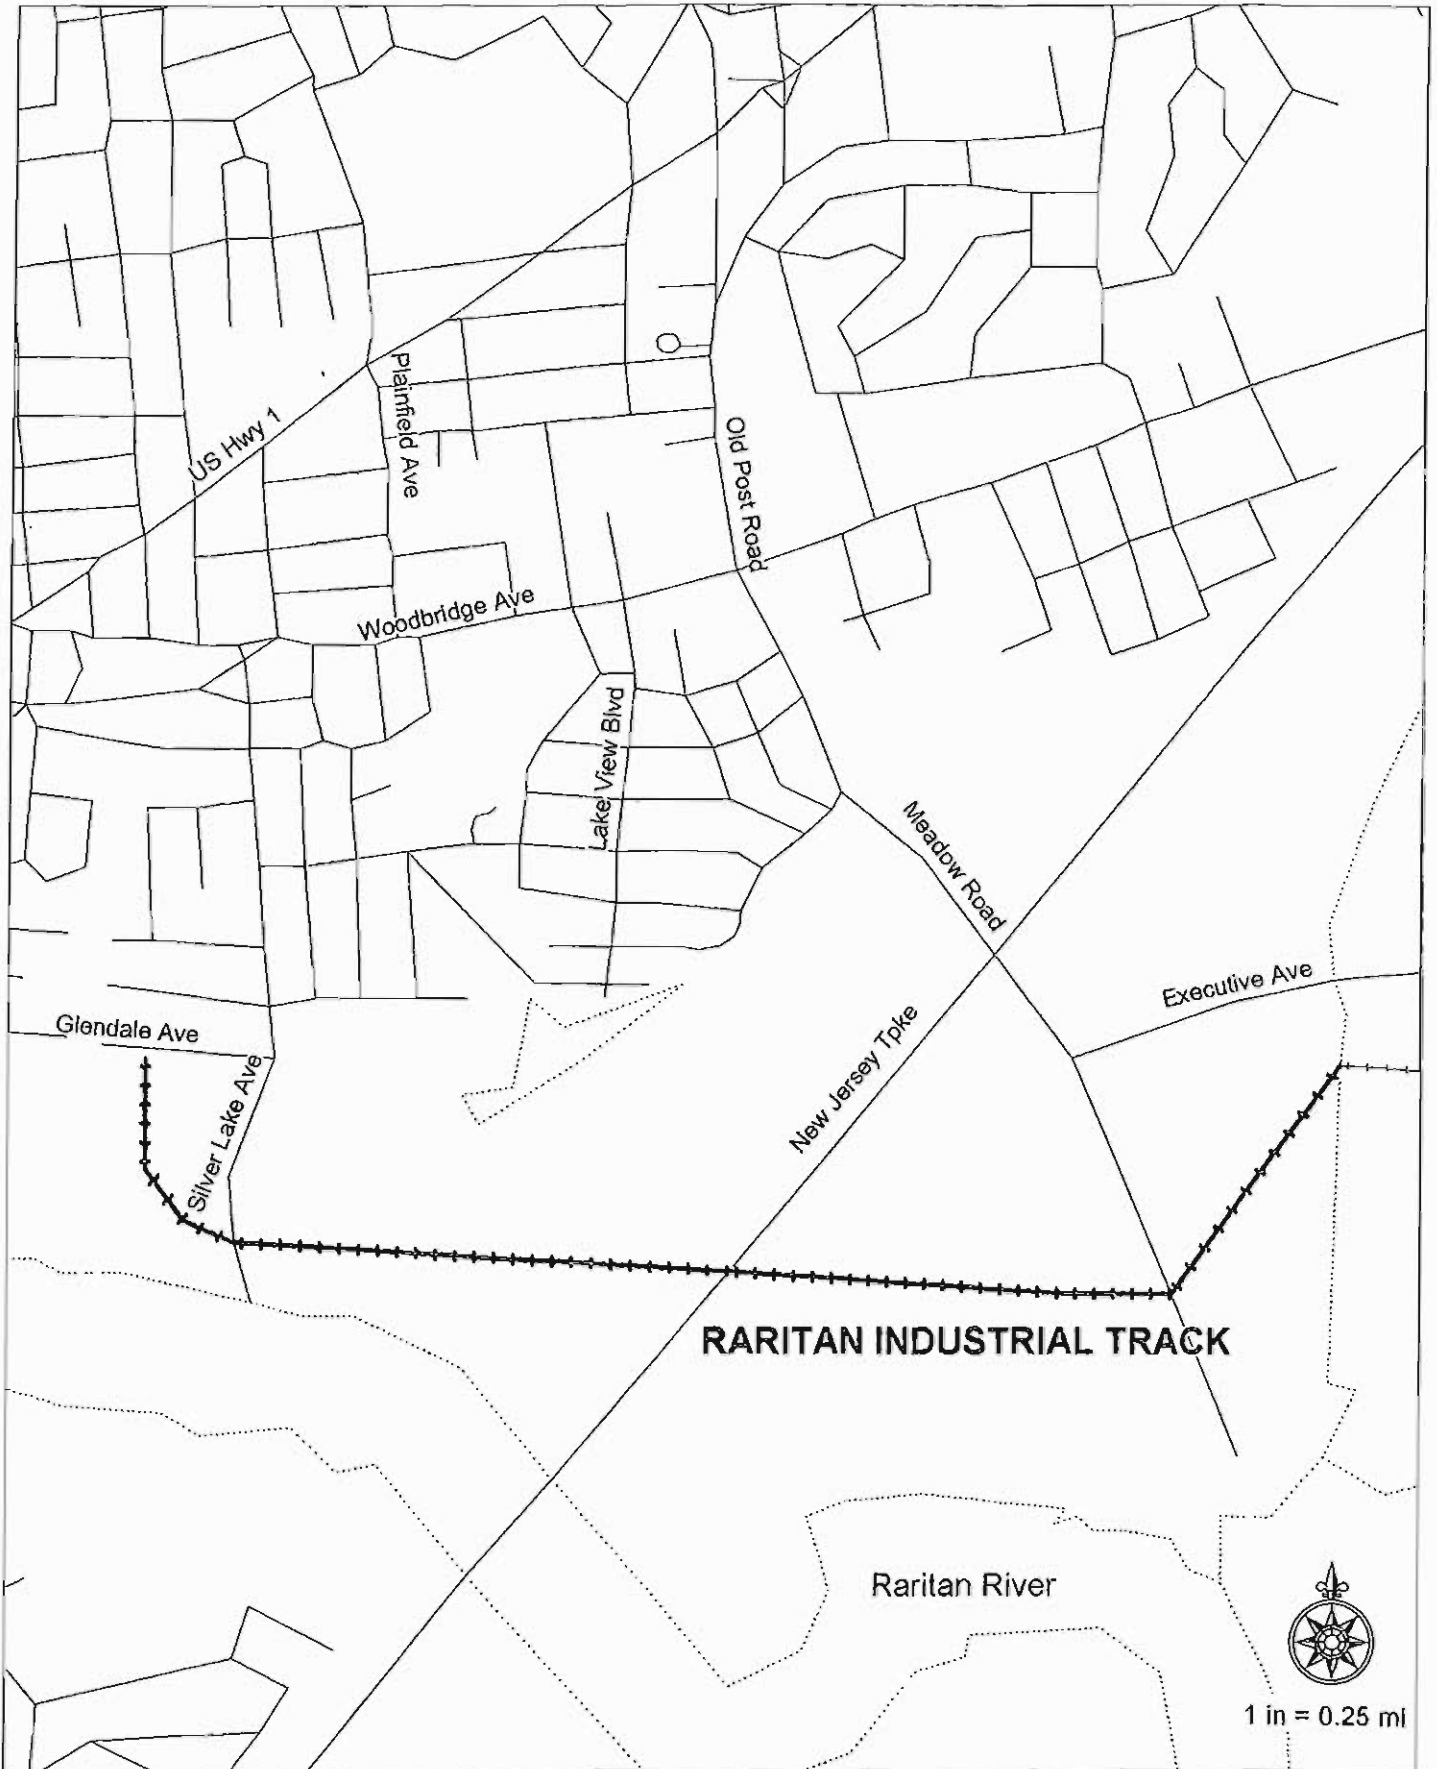 Plainfield Ave
US Hwy 1
Old Post Road
Woodbridge Ave
Lake View Blvd
Meadow Road
Executive Ave
Glendale Ave
New Jersey Tpke
Silver Lake Ave
RARITAN INDUSTRIAL TRACK
Raritan River
1 in = 0.25 mi